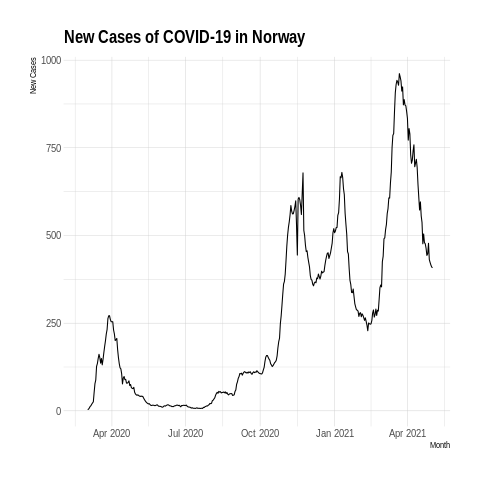 New Cases of COVID-19 in Norway
New Cases
1000
750
500
250
0
Apr 2020 Jul 2020 Oct 2020 Jan 2021 Apr 2021
Month